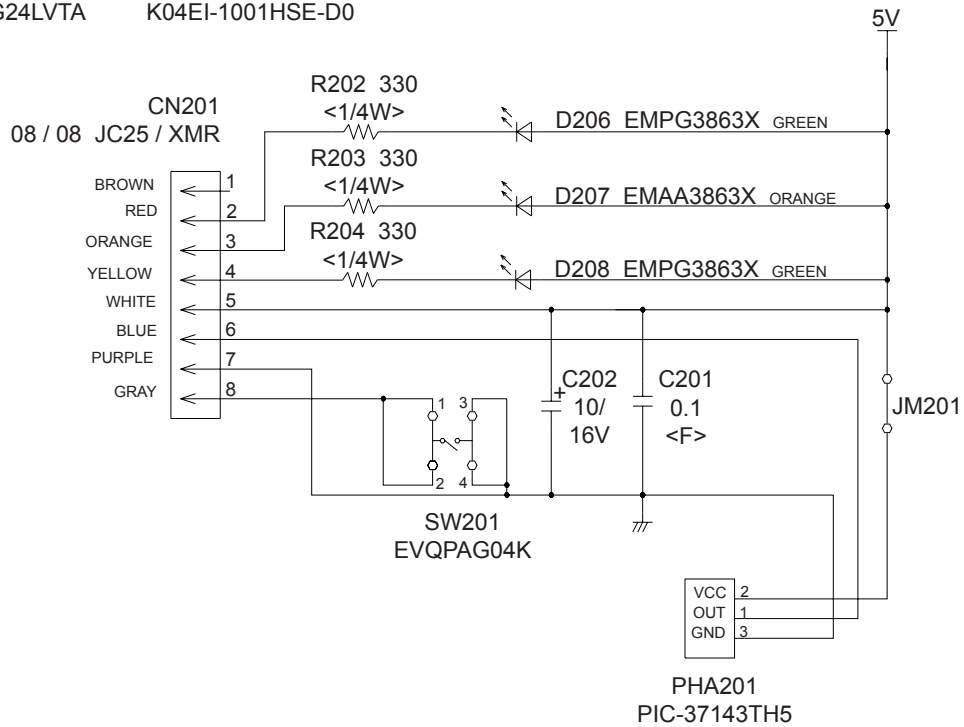 G24LVTA K04EI-1001HSE-D0
5V
R202 330
<1/4W>
CN201
08 / 08 JC25 / XMR
D206 EMPG3863X GREEN
R203 330
<1/4W>
BROWN 1
RED 2
D207 EMAA3863X ORANGE
R204 330
<1/4W>
ORANGE 3
YELLOW 4
D208 EMPG3863X GREEN
WHITE 5
BLUE 6
PURPLE 7
GRAY 8
+ C202
10/
16V
C201
0.1
<F>
JM201
1 3
2 4
SW201
EVQPAG04K
VCC 2
OUT 1
GND 3
PHA201
PIC-37143TH5